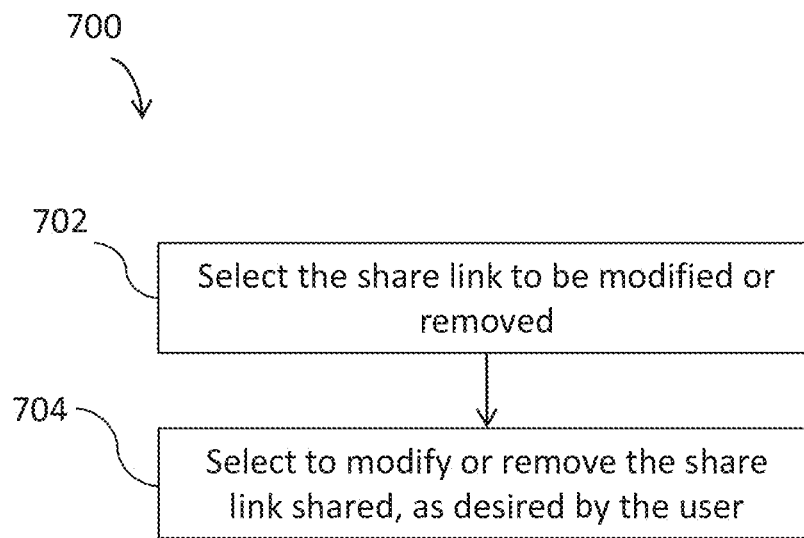 700
702
Select the share link to be modified or
removed
704
Select to modify or remove the share
link shared, as desired by the user